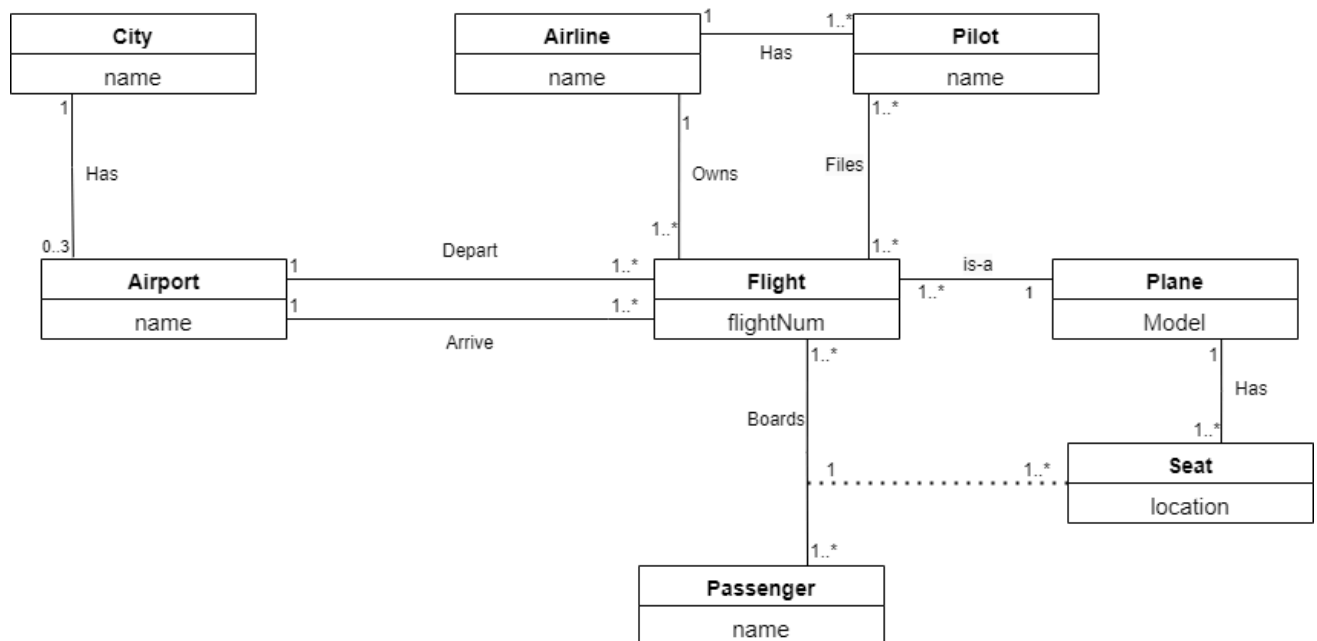 City
name
1
Has
0..3
Airline
name
1
Has
1..*
Pilot
name
1
Owns
1..*
1..*
Files
1..*
Airport
name
1
Depart
1..*
1
Arrive
1..*
Flight
flightNum
is-a
1..*
1
Plane
Model
1
Has
1..*
1..*
Boards
1
1..*
Seat
location
1..*
Passenger
name